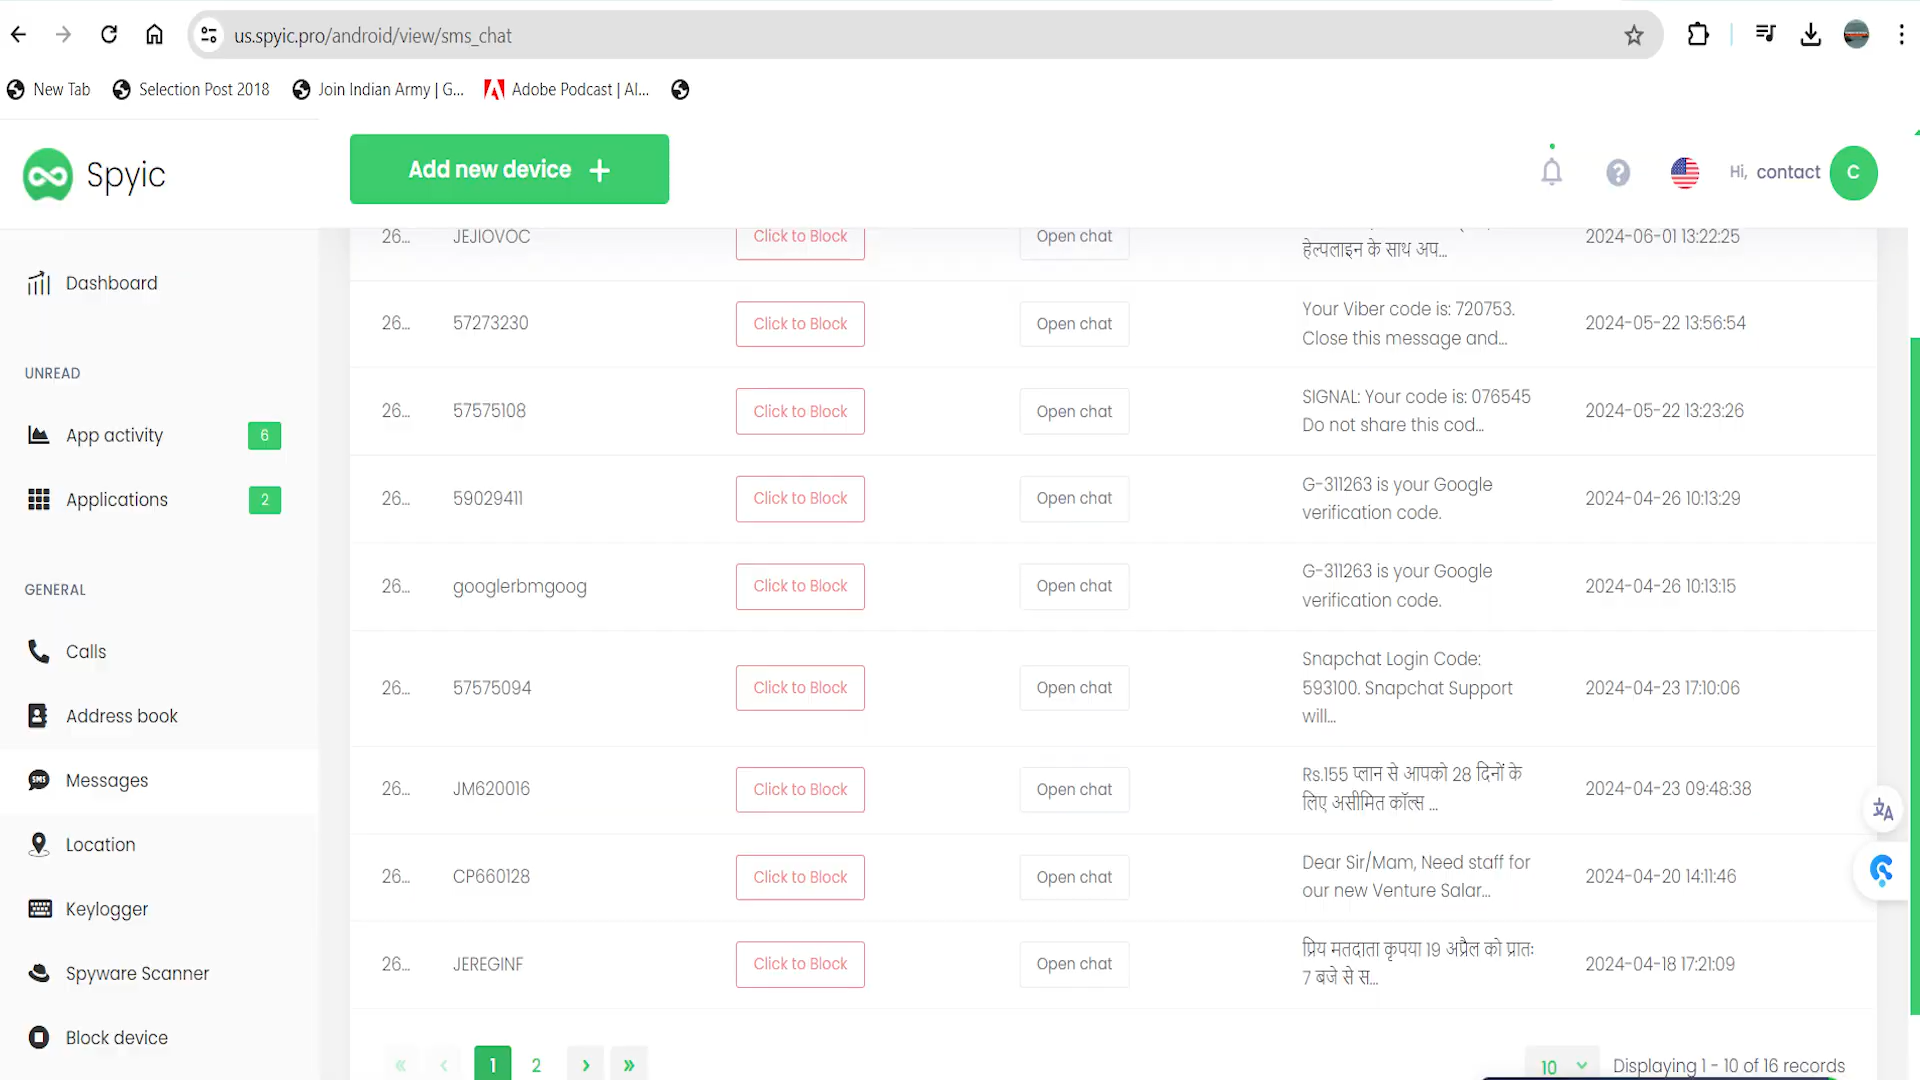 us.spyic.pro/android/view/sms_chat
New Tab
Selection Post 2018
Join Indian Army | G...
Adobe Podcast | AI...
Spyic
Add new device +
Hi, contact
C
Dashboard
UNREAD
App activity 6
Applications 2
GENERAL
Calls
Address book
SMS
Messages
Location
Keylogger
Spyware Scanner
Block device
26... JEJIOVOC Click to Block Open chat
हेल्पलाइन के साथ अप...
2024-06-01 13:22:25
26... 57273230 Click to Block Open chat
Your Viber code is: 720753.
Close this message and...
2024-05-22 13:56:54
26... 57575108 Click to Block Open chat
SIGNAL: Your code is: 076545
Do not share this cod...
2024-05-22 13:23:26
26... 59029411 Click to Block Open chat
G-311263 is your Google
verification code.
2024-04-26 10:13:29
26... googlerbmgoog Click to Block Open chat
G-311263 is your Google
verification code.
2024-04-26 10:13:15
26... 57575094 Click to Block Open chat
Snapchat Login Code:
593100. Snapchat Support
will...
2024-04-23 17:10:06
26... JM620016 Click to Block Open chat
Rs.155 प्लान से आपको 28 दिनों के
लिए असीमित कॉल्स ...
2024-04-23 09:48:38
26... CP660128 Click to Block Open chat
Dear Sir/Mam, Need staff for
our new Venture Salar...
2024-04-20 14:11:46
26... JEREGINF Click to Block Open chat
प्रिय मतदाता कृपया 19 अप्रैल को प्रातः
7 बजे से स...
2024-04-18 17:21:09
« ‹ 1 2 › »
10
Displaying 1 - 10 of 16 records